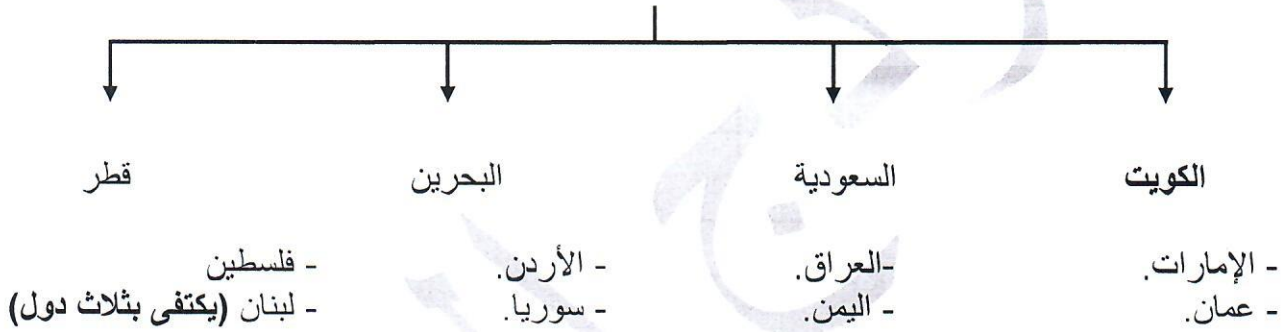 الكويت السعودية البحرين قطر
- الإمارات. -العراق. - الأردن. - فلسطين
- عمان. - اليمن. - سوريا. - لبنان (يكتفى بثلاث دول)